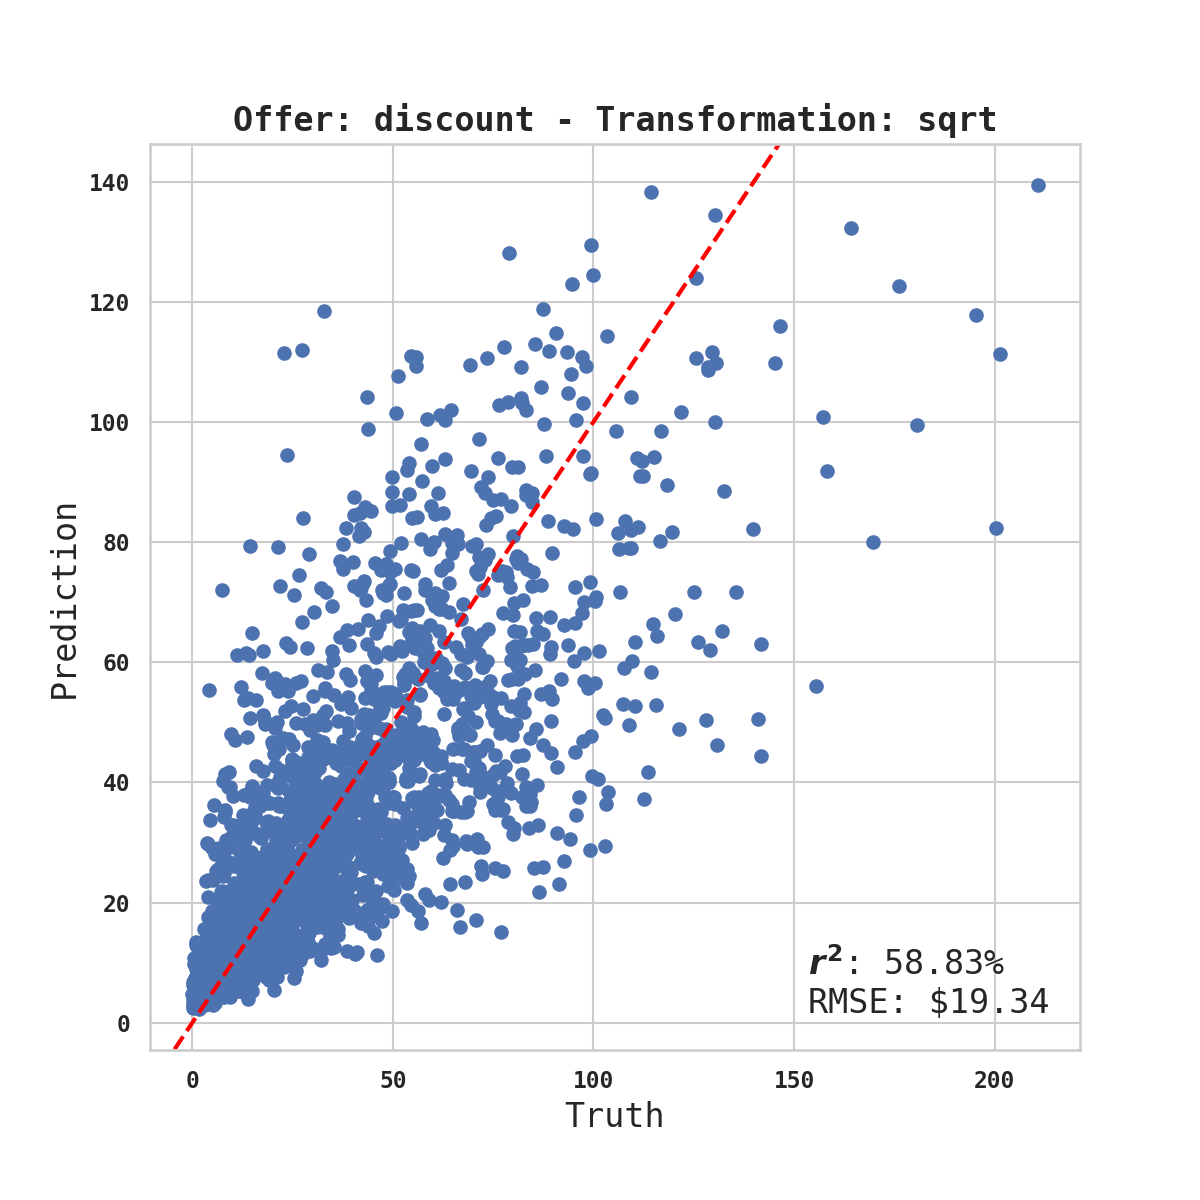 Offer: discount - Transformation: sqrt
140
120
100
80
60
40
20
0
Prediction
r²: 58.83%
RMSE: $19.34
0 50 100 150 200
Truth